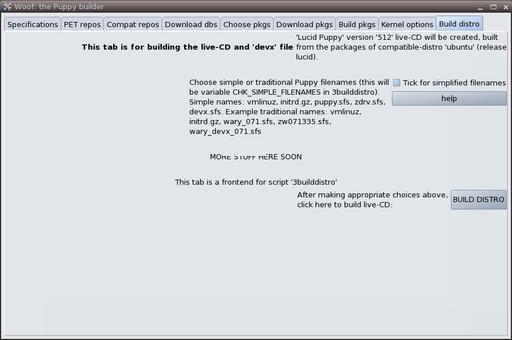 Woof: the Puppy builder
Specifications PET repos Compat repos Download dbs Choose pkgs Download pkgs Build pkgs Kernel options Build distro
This tab is for building the live-CD and 'devx' file
'Lucid Puppy' version '512' live-CD will be created, built
from the packages of compatible-distro 'ubuntu' (release
lucid).
Choose simple or traditional Puppy filenames (this will
be variable CHK_SIMPLE_FILENAMES in 3builddistro).
Simple names: vmlinuz, initrd.gz, puppy.sfs, zdrv.sfs,
devx.sfs. Example traditional names: vmlinuz,
initrd.gz, wary_071.sfs, zw071335.sfs,
wary_devx_071.sfs
Tick for simplified filenames
help
MORE STUFF HERE SOON
This tab is a frontend for script '3builddistro'
After making appropriate choices above,
click here to build live-CD:
BUILD DISTRO